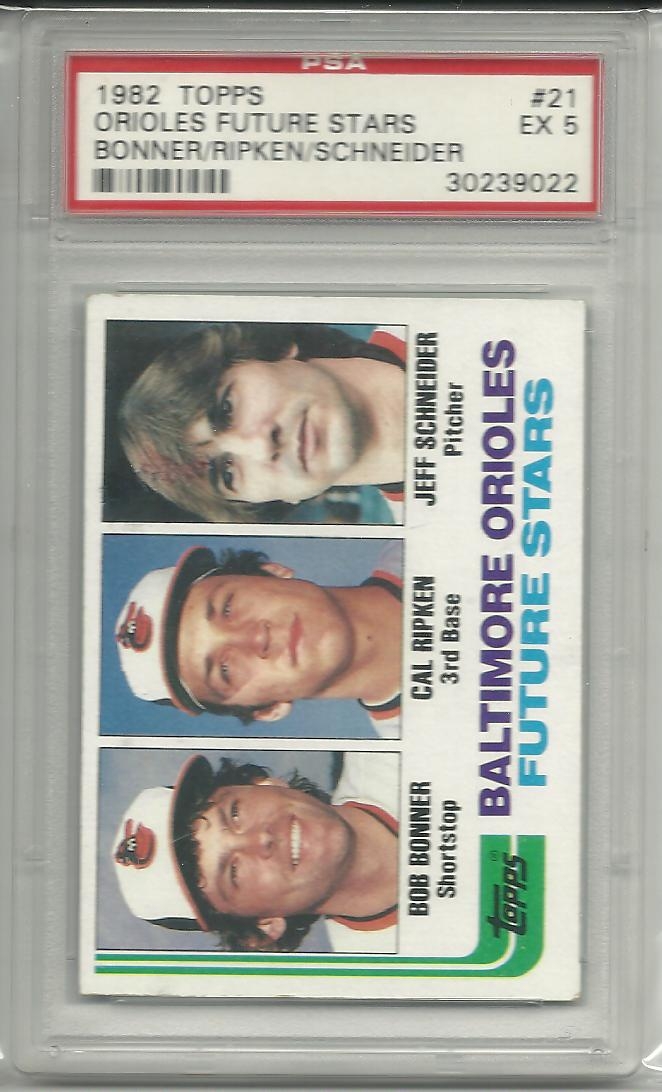 PSA
1982 TOPPS #21
ORIOLES FUTURE STARS EX 5
BONNER/RIPKEN/SCHNEIDER
30239022
BOB BONNER
Shortstop
CAL RIPKEN
3rd Base
JEFF SCHNEIDER
Pitcher
topps®
BALTIMORE ORIOLES
FUTURE STARS